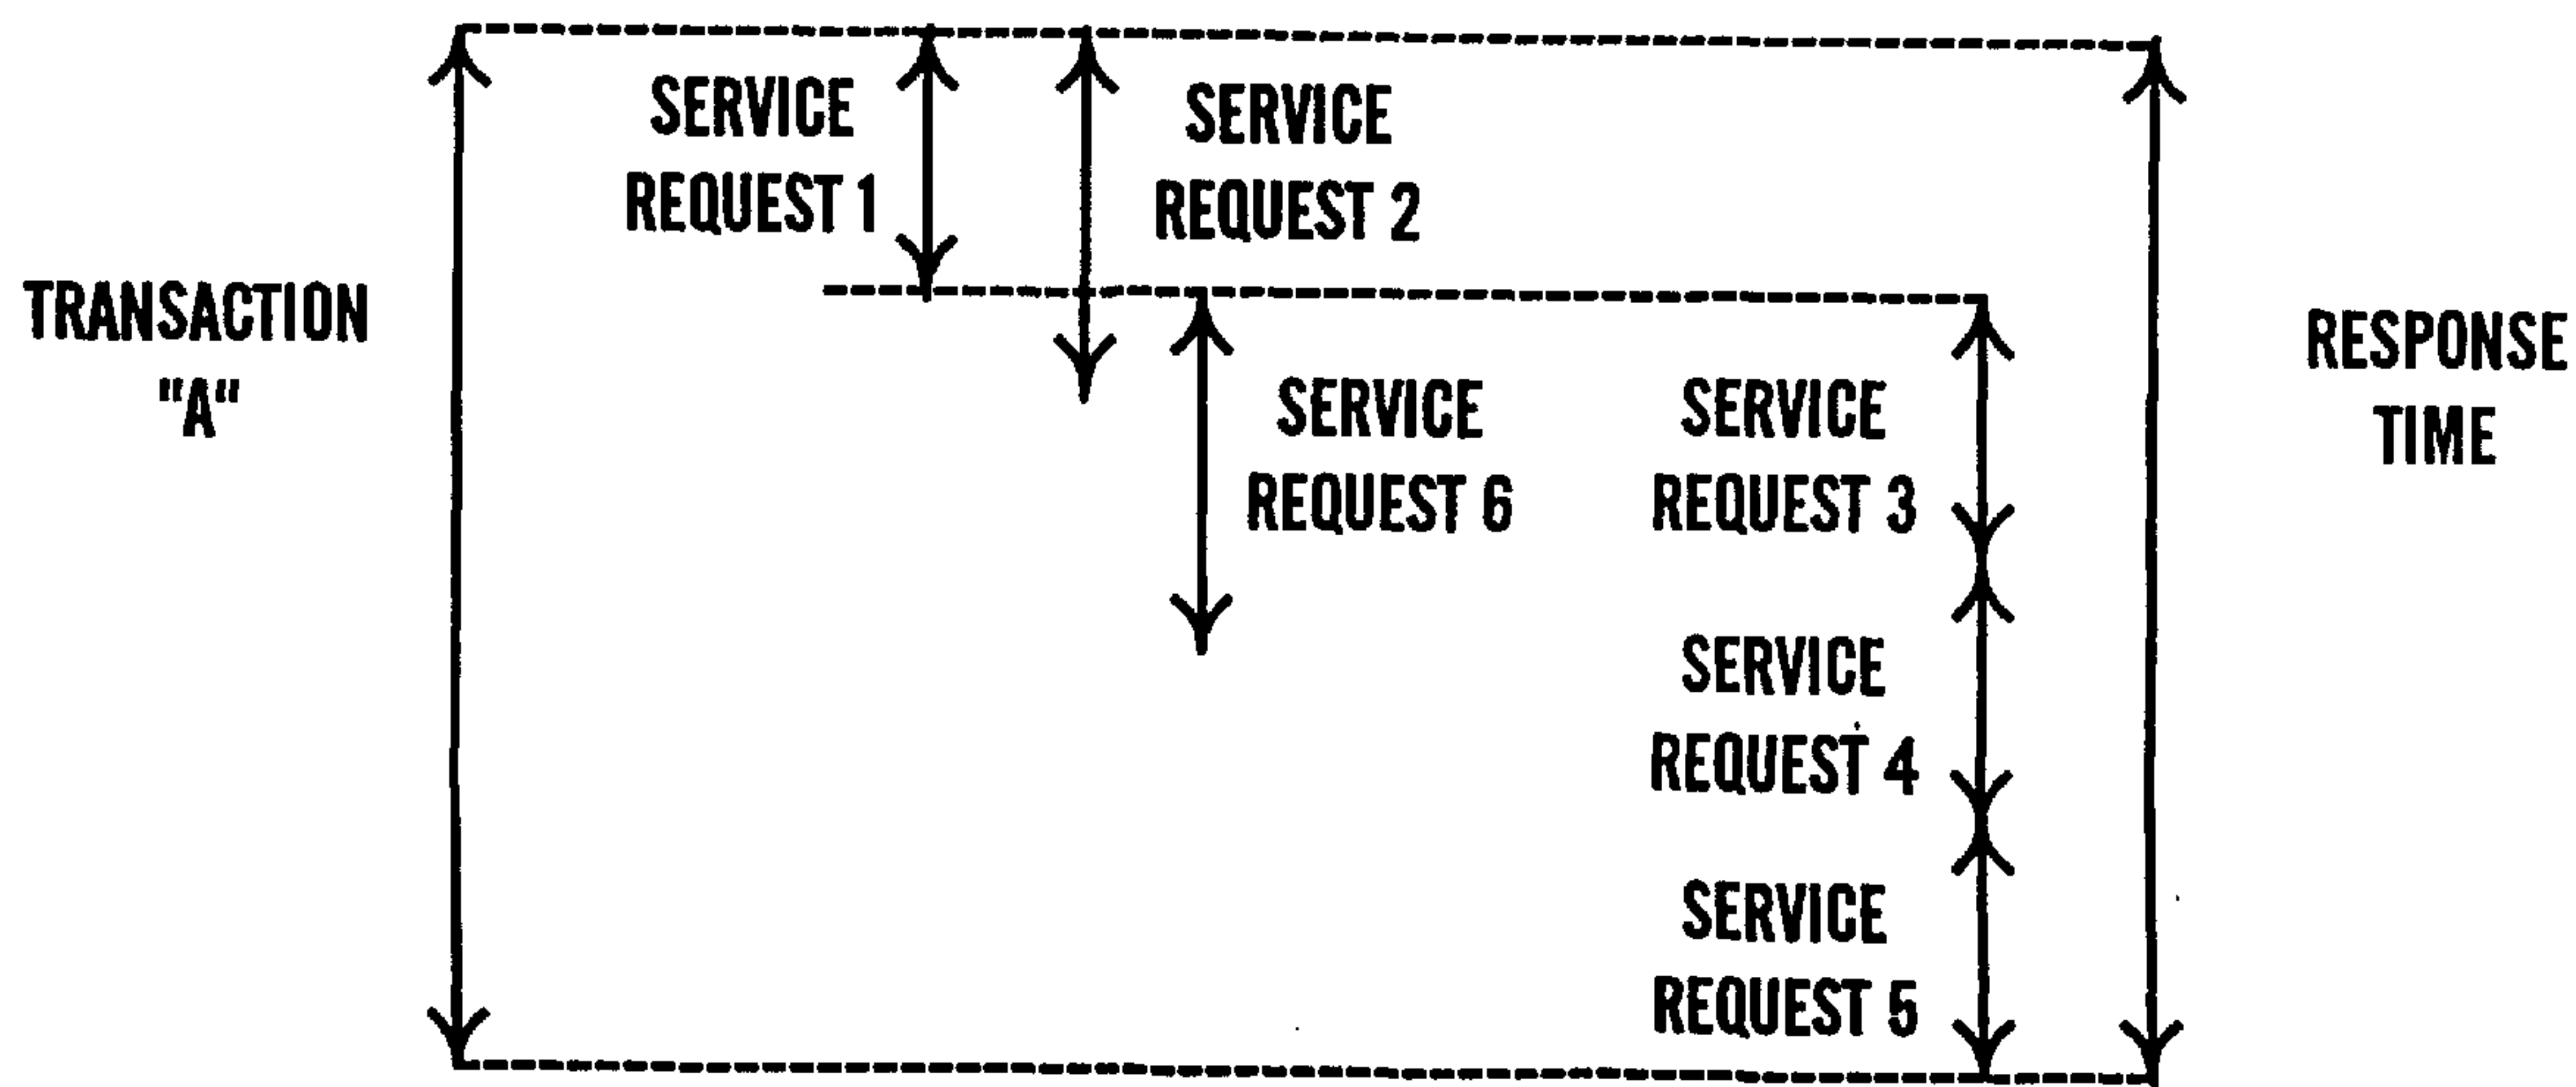 SERVICE
REQUEST 1
SERVICE
REQUEST 2
TRANSACTION
"A"
RESPONSE
TIME
SERVICE
REQUEST 6
SERVICE
REQUEST 3
SERVICE
REQUEST 4
SERVICE
REQUEST 5